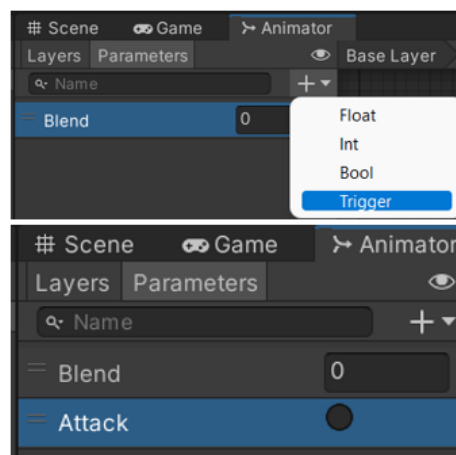 Scene Game Animator
Layers Parameters Base Layer
Name
Blend 0
Float
Int
Bool
Trigger
Scene Game Animator
Layers Parameters
Name
Blend 0
Attack